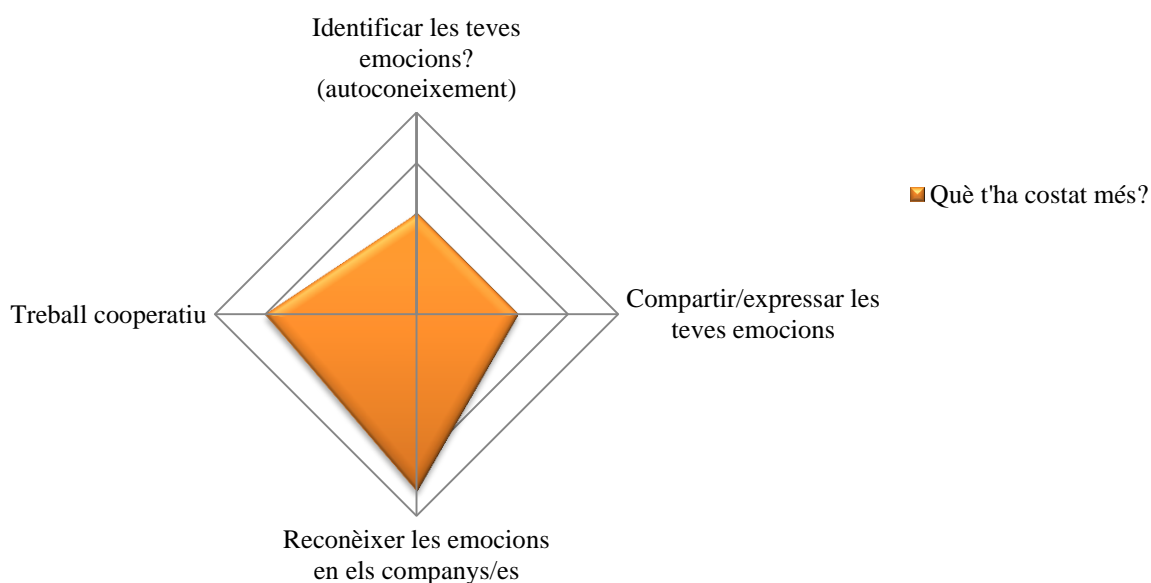 Identificar les teves
emocions?
(autoconeixement)
Què t'ha costat més?
Treball cooperatiu
Compartir/expressar les
teves emocions
Reconèixer les emocions
en els companys/es